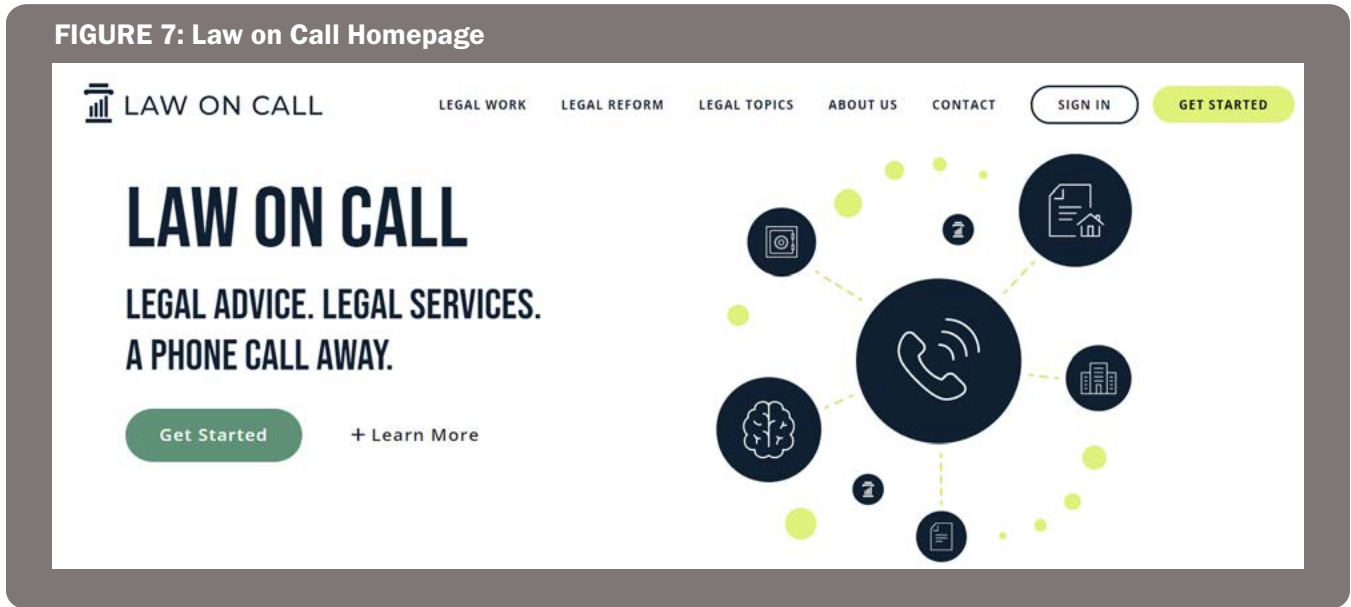 FIGURE 7: Law on Call Homepage
LAW ON CALL
LEGAL WORK LEGAL REFORM LEGAL TOPICS ABOUT US CONTACT SIGN IN GET STARTED
LAW ON CALL
LEGAL ADVICE. LEGAL SERVICES.
A PHONE CALL AWAY.
Get Started + Learn More